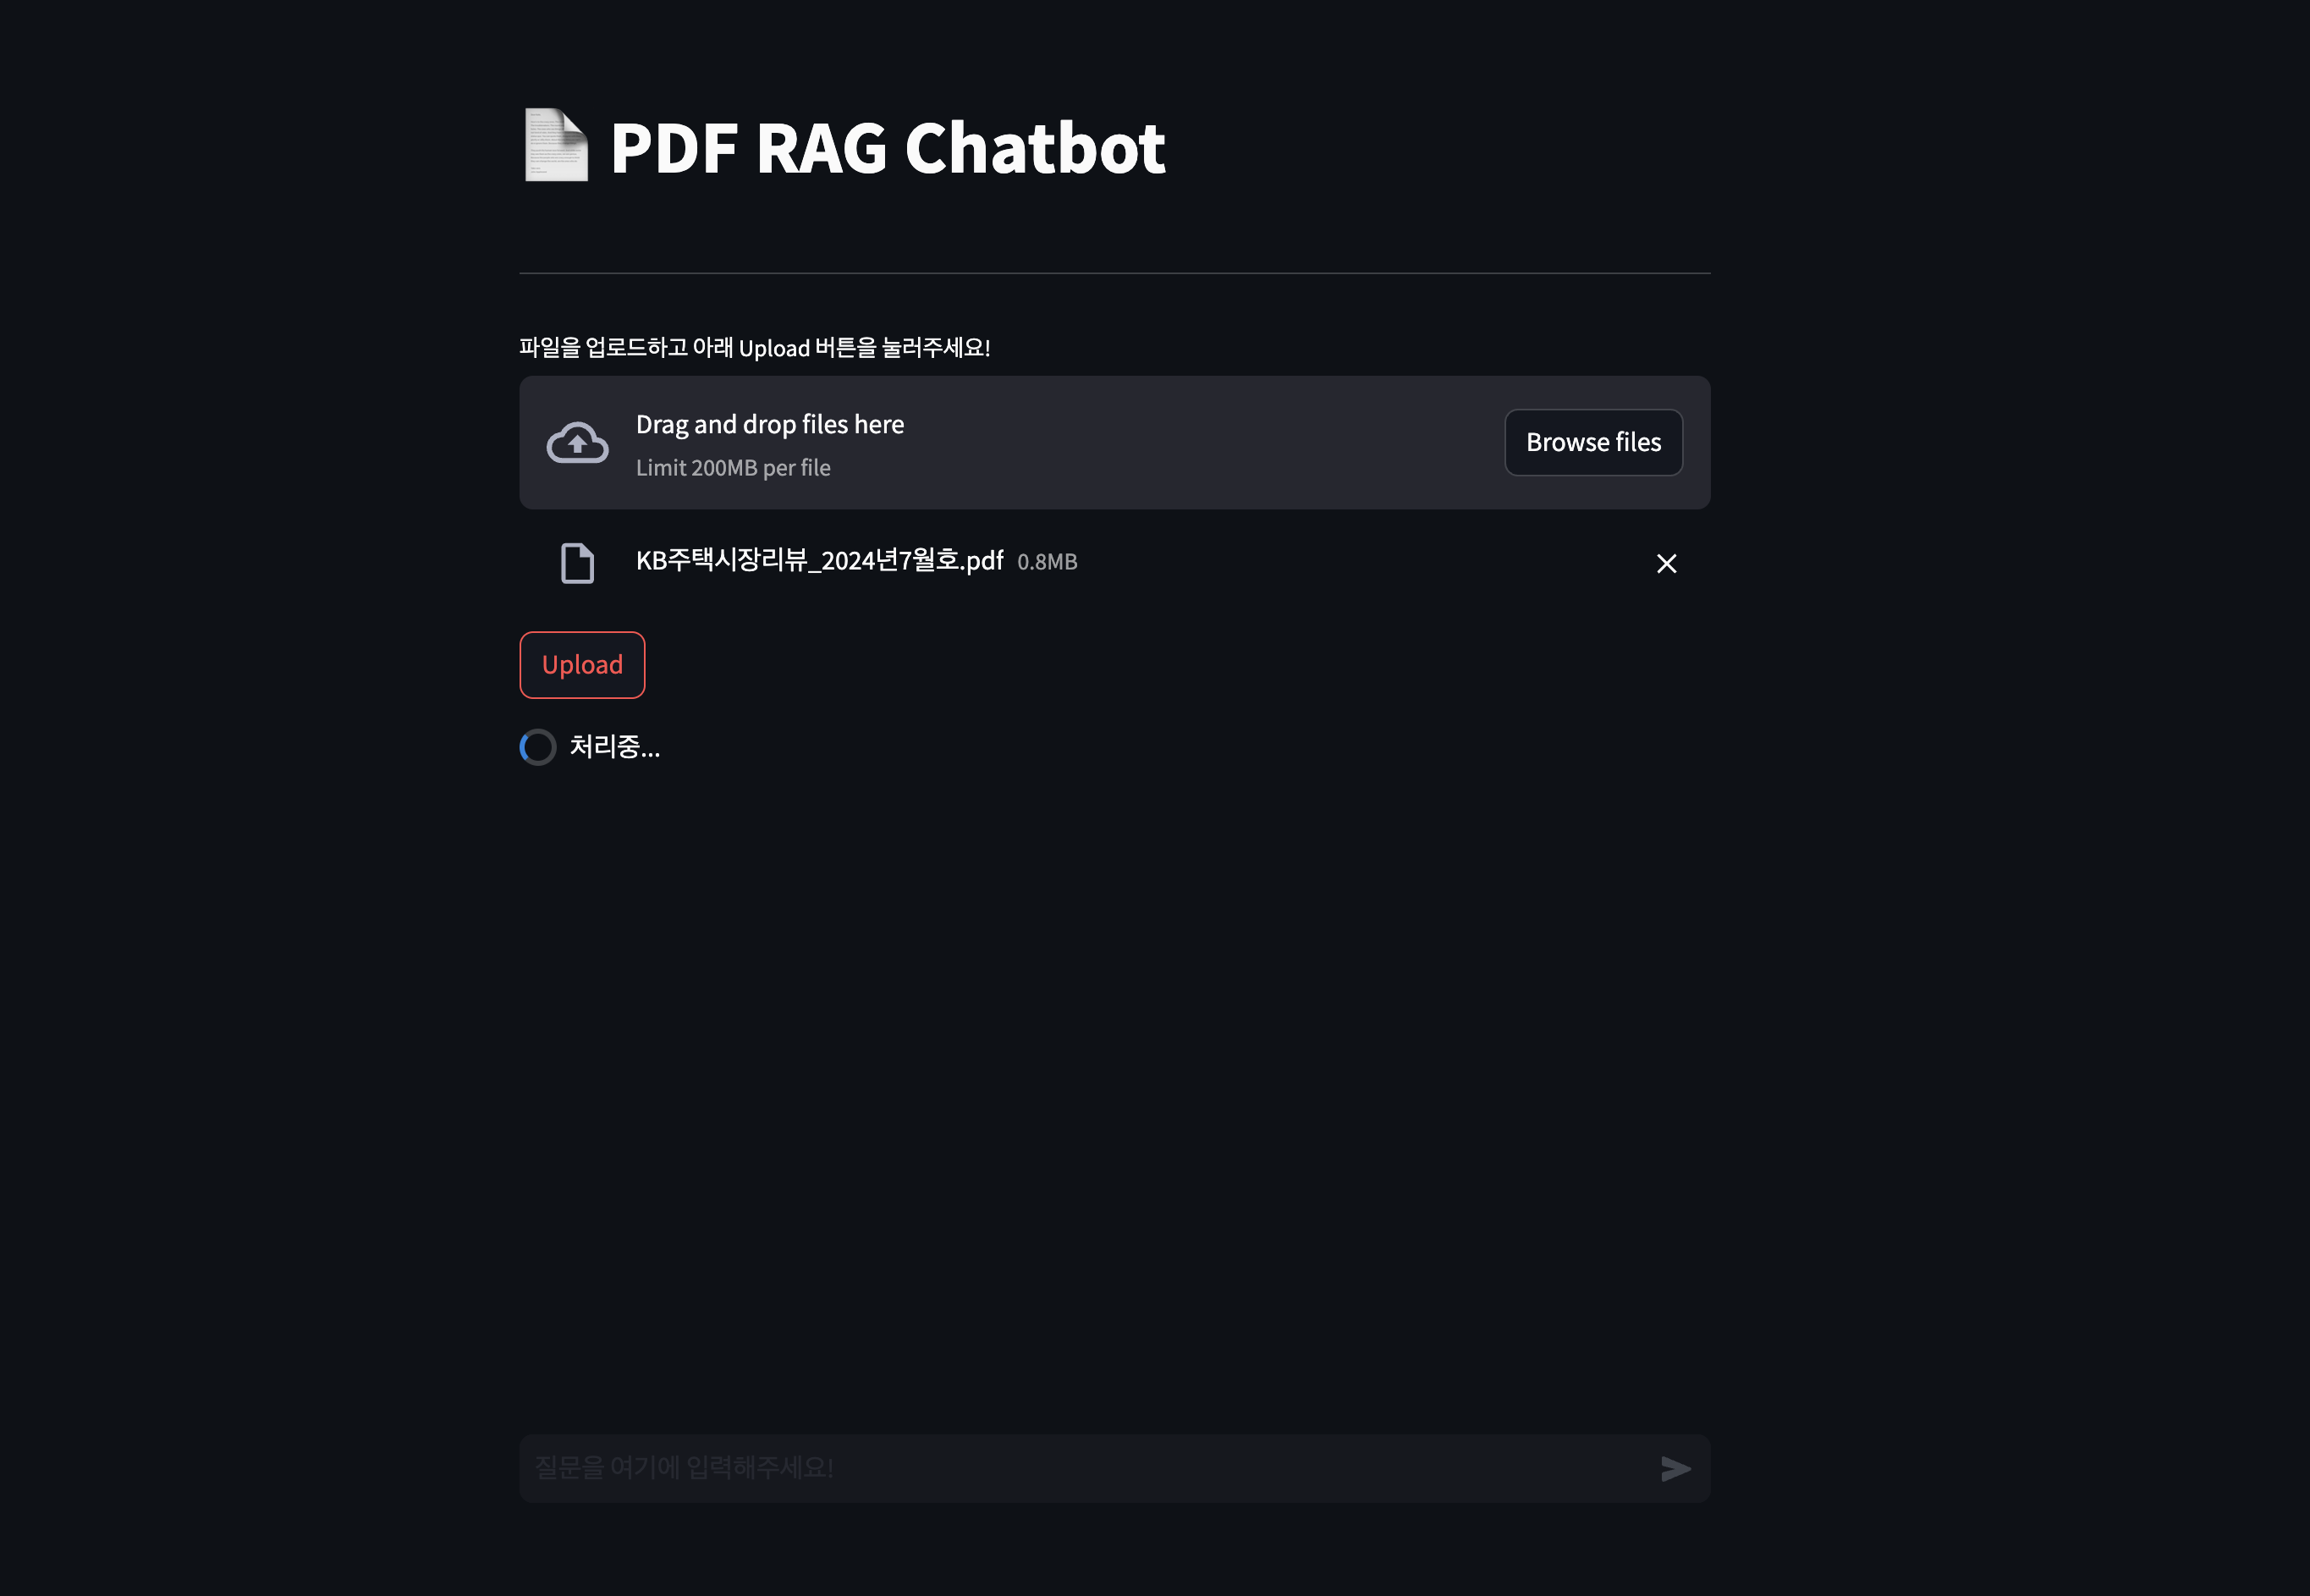 PDF RAG Chatbot
파일을 업로드하고 아래 Upload 버튼을 눌러주세요!
Drag and drop files here
Limit 200MB per file
Browse files
KB주택시장리뷰_2024년7월호.pdf 0.8MB
Upload
처리중...
질문을 여기에 입력해주세요!